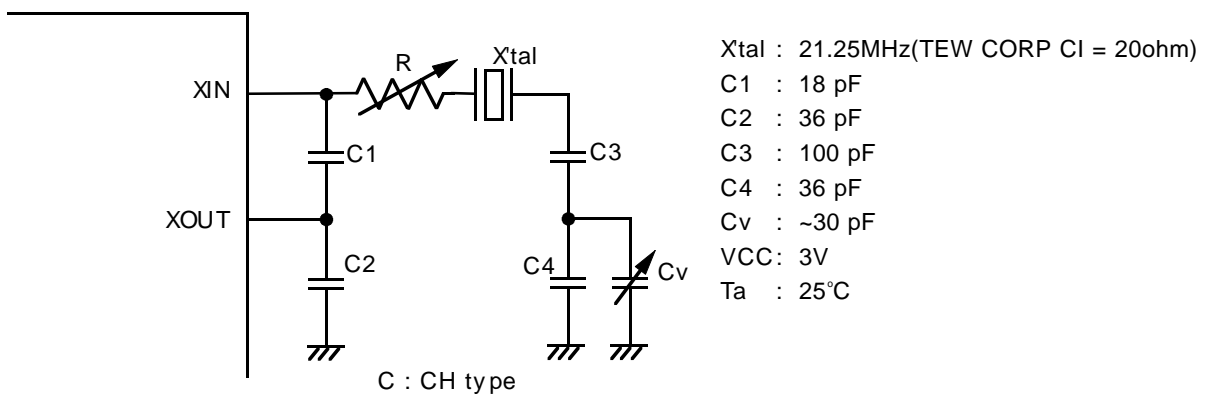 XIN
R
X'tal
C1
C3
XOUT
C2
C4
Cv
C : CH type
X'tal : 21.25MHz(TEW CORP CI = 20ohm)
C1 : 18 pF
C2 : 36 pF
C3 : 100 pF
C4 : 36 pF
Cv : ~30 pF
VCC: 3V
Ta : 25°C